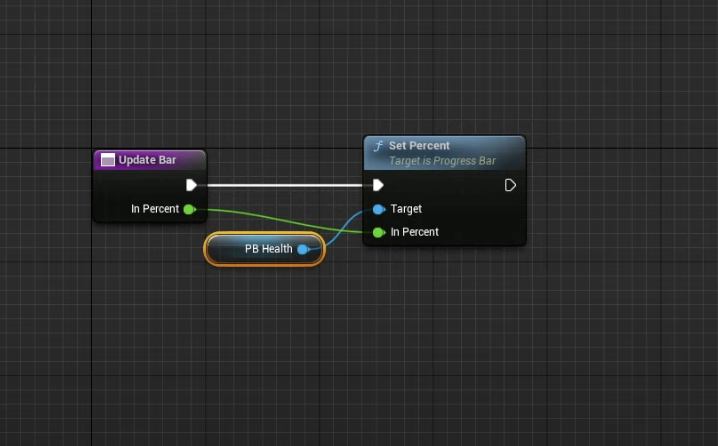 Update Bar
In Percent
PB Health
f Set Percent
Target is Progress Bar
Target
In Percent